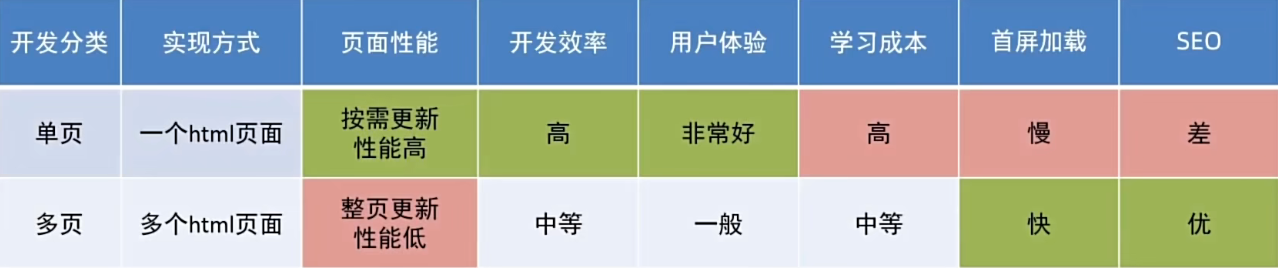 开发分类 实现方式 页面性能 开发效率 用户体验 学习成本 首屏加载 SEO
单页 一个html页面 按需更新 性能高 高 非常好 高 慢 差
多页 多个html页面 整页更新 性能低 中等 一般 中等 快 优